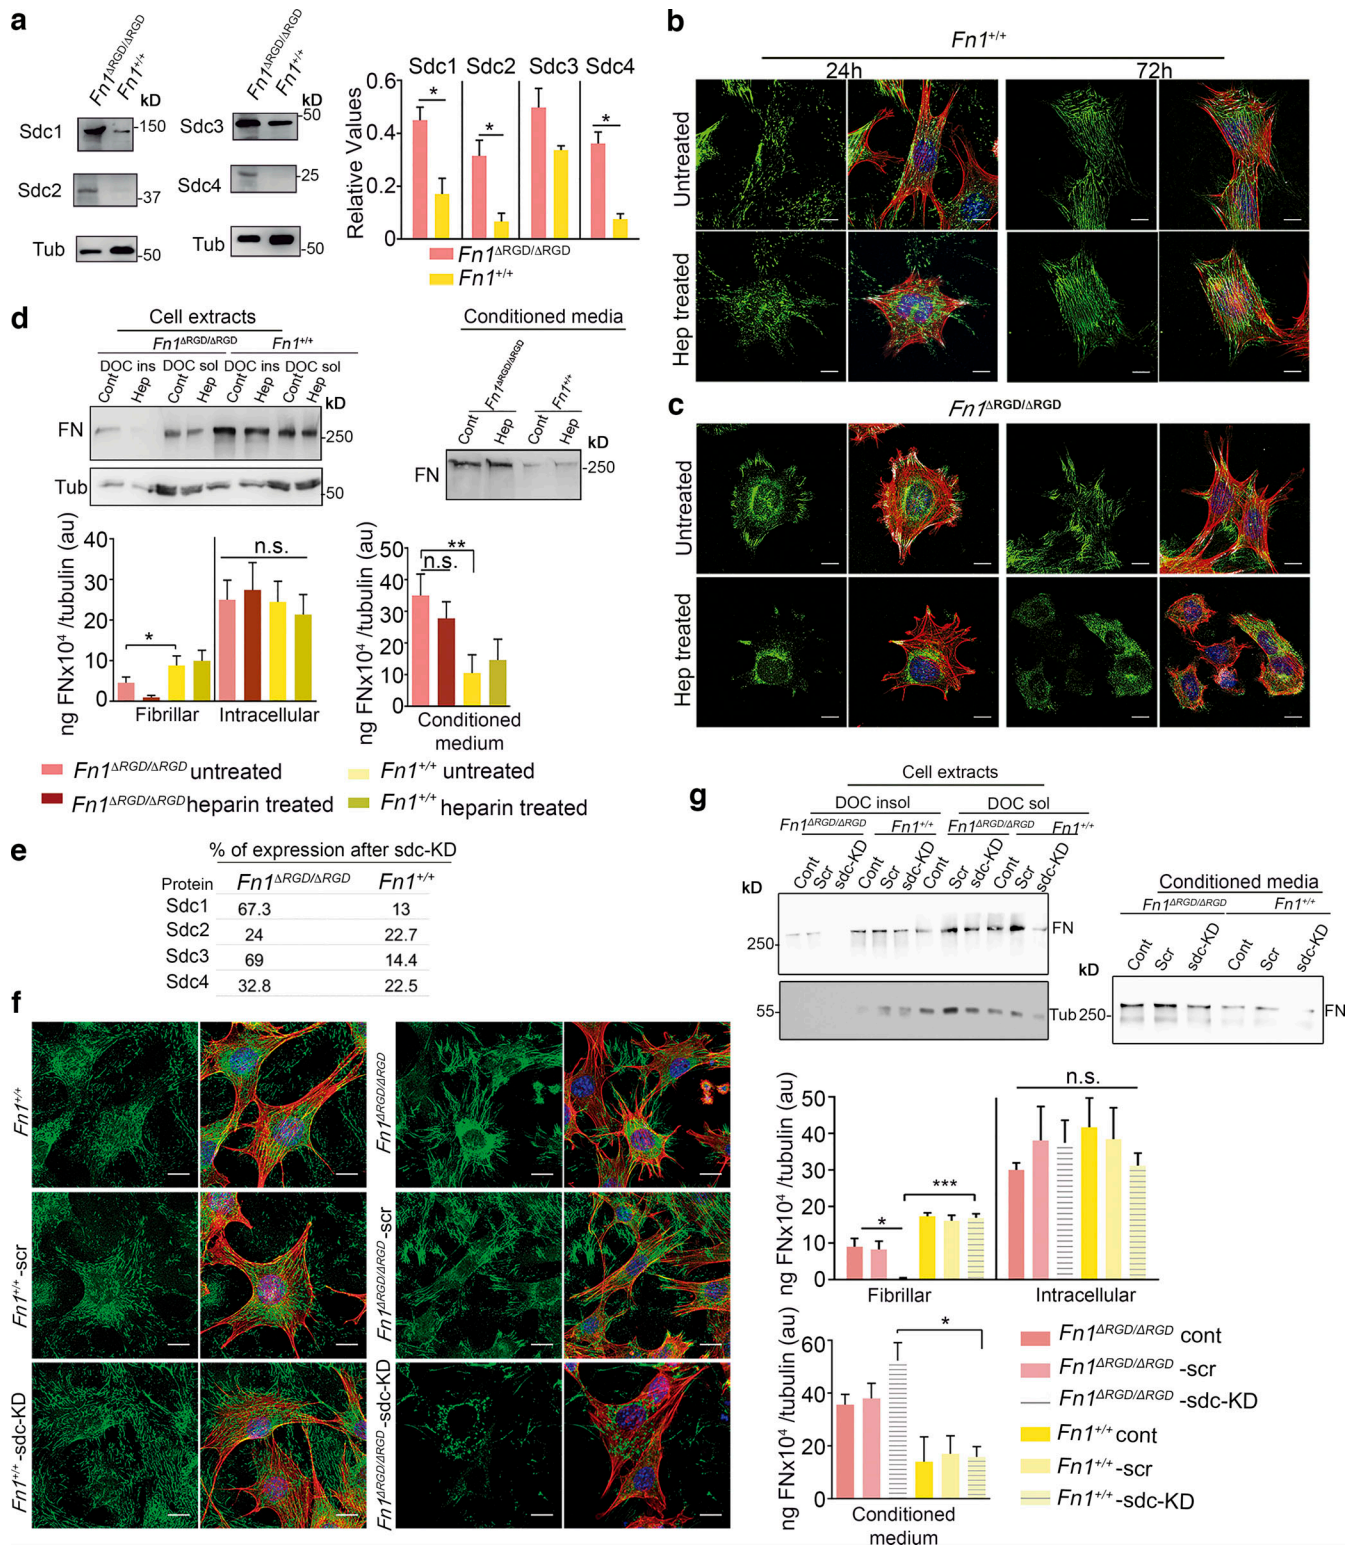 a
Fn1ΔRGD/ΔRGD
Fn1+/+
kD
Sdc1
-150
Sdc2
-37
Tub
-50
Fn1ΔRGD/ΔRGD
Fn1+/+
kD
Sdc3
-50
Sdc4
-25
Tub
-50
Sdc1 Sdc2 Sdc3 Sdc4
0.6
0.4
0.2
0
Relative Values
*
*
*
Fn1ΔRGD/ΔRGD
Fn1+/+
b
Fn1+/+
24h 72h
Untreated
Hep treated
c
Fn1ΔRGD/ΔRGD
Untreated
Hep treated
d
Cell extracts
Fn1ΔRGD/ΔRGD Fn1+/+
DOC ins DOC sol DOC ins DOC sol
Cont Hep Cont Hep Cont Hep Cont Hep
kD
FN
-250
Tub
-50
Conditioned media
Fn1ΔRGD/ΔRGD Fn1+/+
Cont Hep Cont Hep
kD
FN
-250
ng FNx10⁴ /tubulin (au)
40
30
20
10
0
*
n.s.
Fibrillar Intracellular
ng FNx10⁴ /tubulin (au)
50
40
30
20
10
0
**
n.s.
Conditioned
medium
Fn1ΔRGD/ΔRGD untreated
Fn1+/+ untreated
Fn1ΔRGD/ΔRGD heparin treated
Fn1+/+ heparin treated
e
% of expression after sdc-KD
Protein Fn1ΔRGD/ΔRGD Fn1+/+
Sdc1 67.3 13
Sdc2 24 22.7
Sdc3 69 14.4
Sdc4 32.8 22.5
f
Fn1+/+
Fn1ΔRGD/ΔRGD
Fn1+/+-scr
Fn1ΔRGD/ΔRGD-scr
Fn1+/+-sdc-KD
Fn1ΔRGD/ΔRGD-sdc-KD
g
Cell extracts
DOC insol DOC sol
Fn1ΔRGD/ΔRGD Fn1+/+ Fn1ΔRGD/ΔRGD Fn1+/+
Cont Scr sdc-KD Cont Scr sdc-KD Cont Scr sdc-KD Cont Scr sdc-KD
kD
250-
FN
55-
Tub
Conditioned media
Fn1ΔRGD/ΔRGD Fn1+/+
Cont Scr sdc-KD Cont Scr sdc-KD
kD
250-
FN
ng FNx10⁴ /tubulin (au)
50
40
30
20
10
0
*
***
n.s.
Fibrillar Intracellular
ng FNx10⁴ /tubulin (au)
60
40
20
0
*
Conditioned
medium
Fn1ΔRGD/ΔRGD cont
Fn1ΔRGD/ΔRGD -scr
Fn1ΔRGD/ΔRGD -sdc-KD
Fn1+/+ cont
Fn1+/+-scr
Fn1+/+-sdc-KD